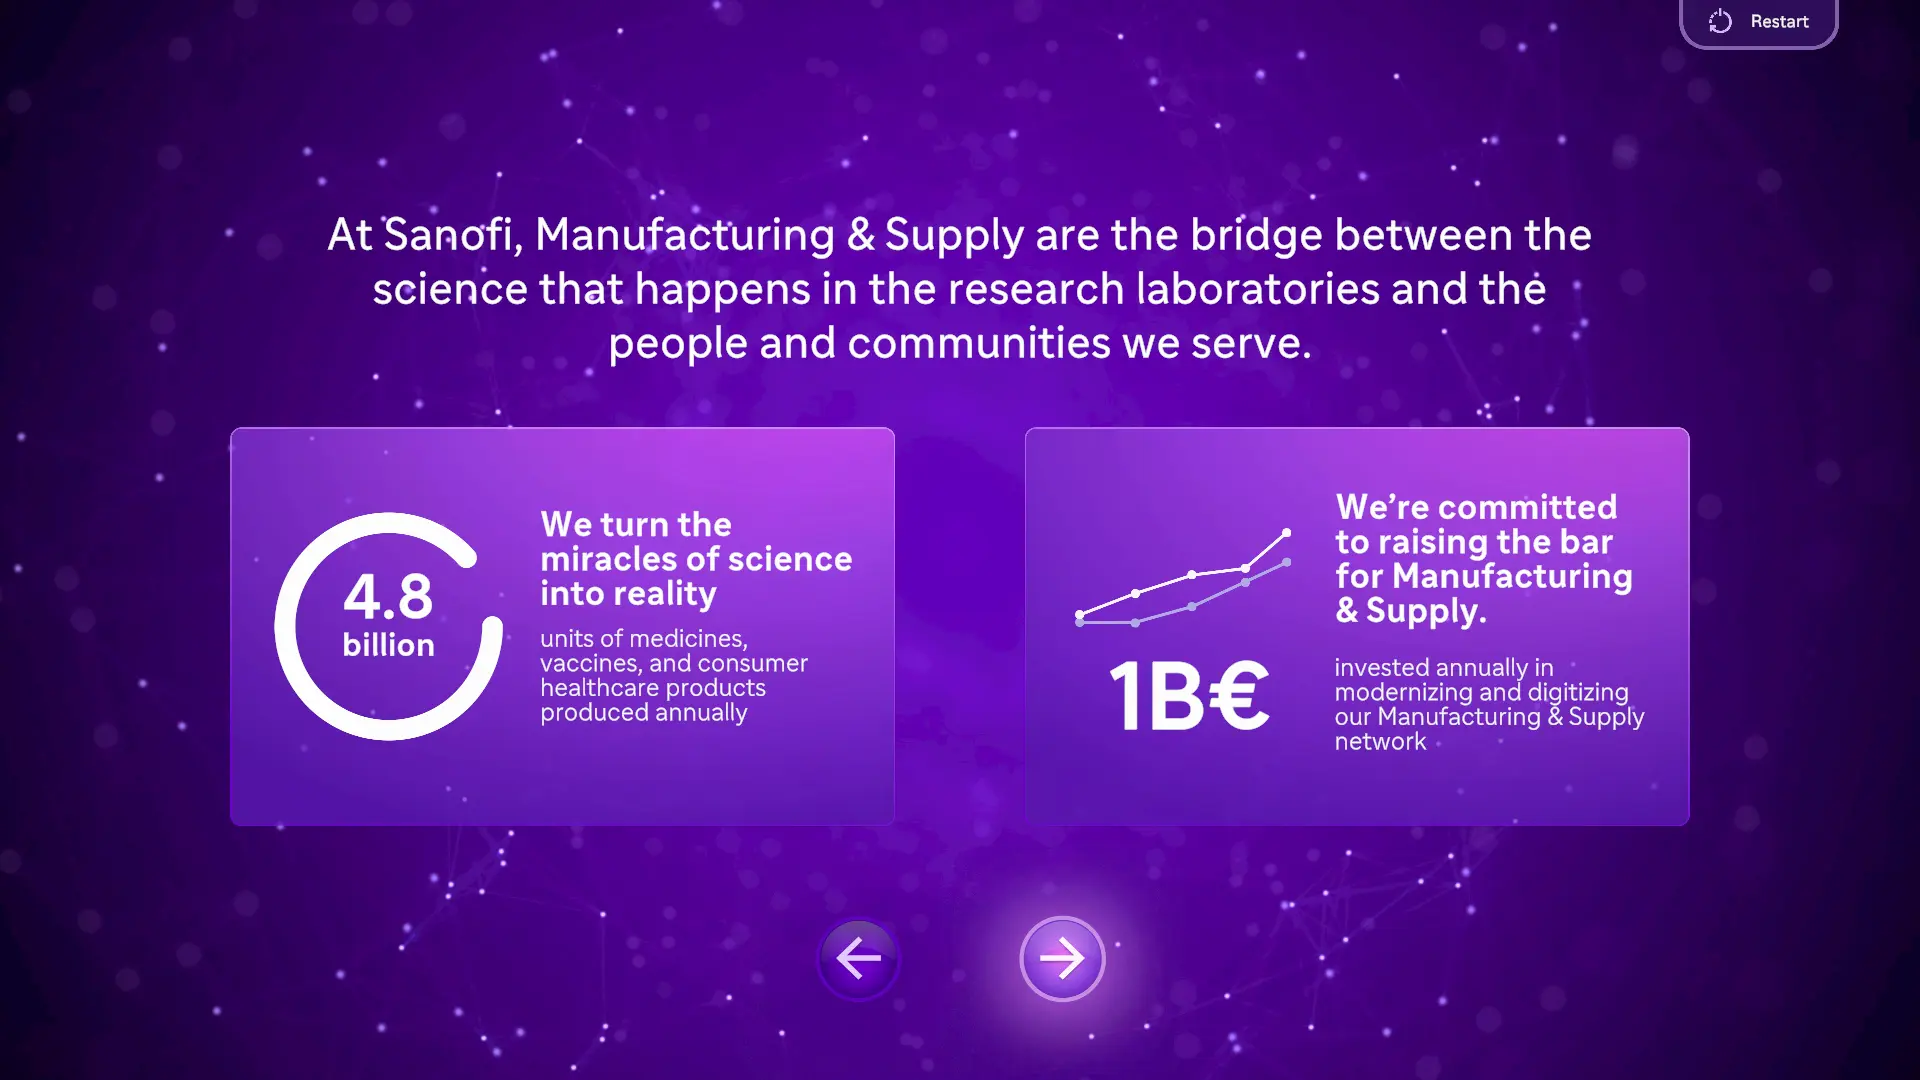 Restart
At Sanofi, Manufacturing & Supply are the bridge between the
science that happens in the research laboratories and the
people and communities we serve.
4.8
billion
We turn the
miracles of science
into reality
units of medicines,
vaccines, and consumer
healthcare products
produced annually
1B€
We’re committed
to raising the bar
for Manufacturing
& Supply.
invested annually in
modernizing and digitizing
our Manufacturing & Supply
network